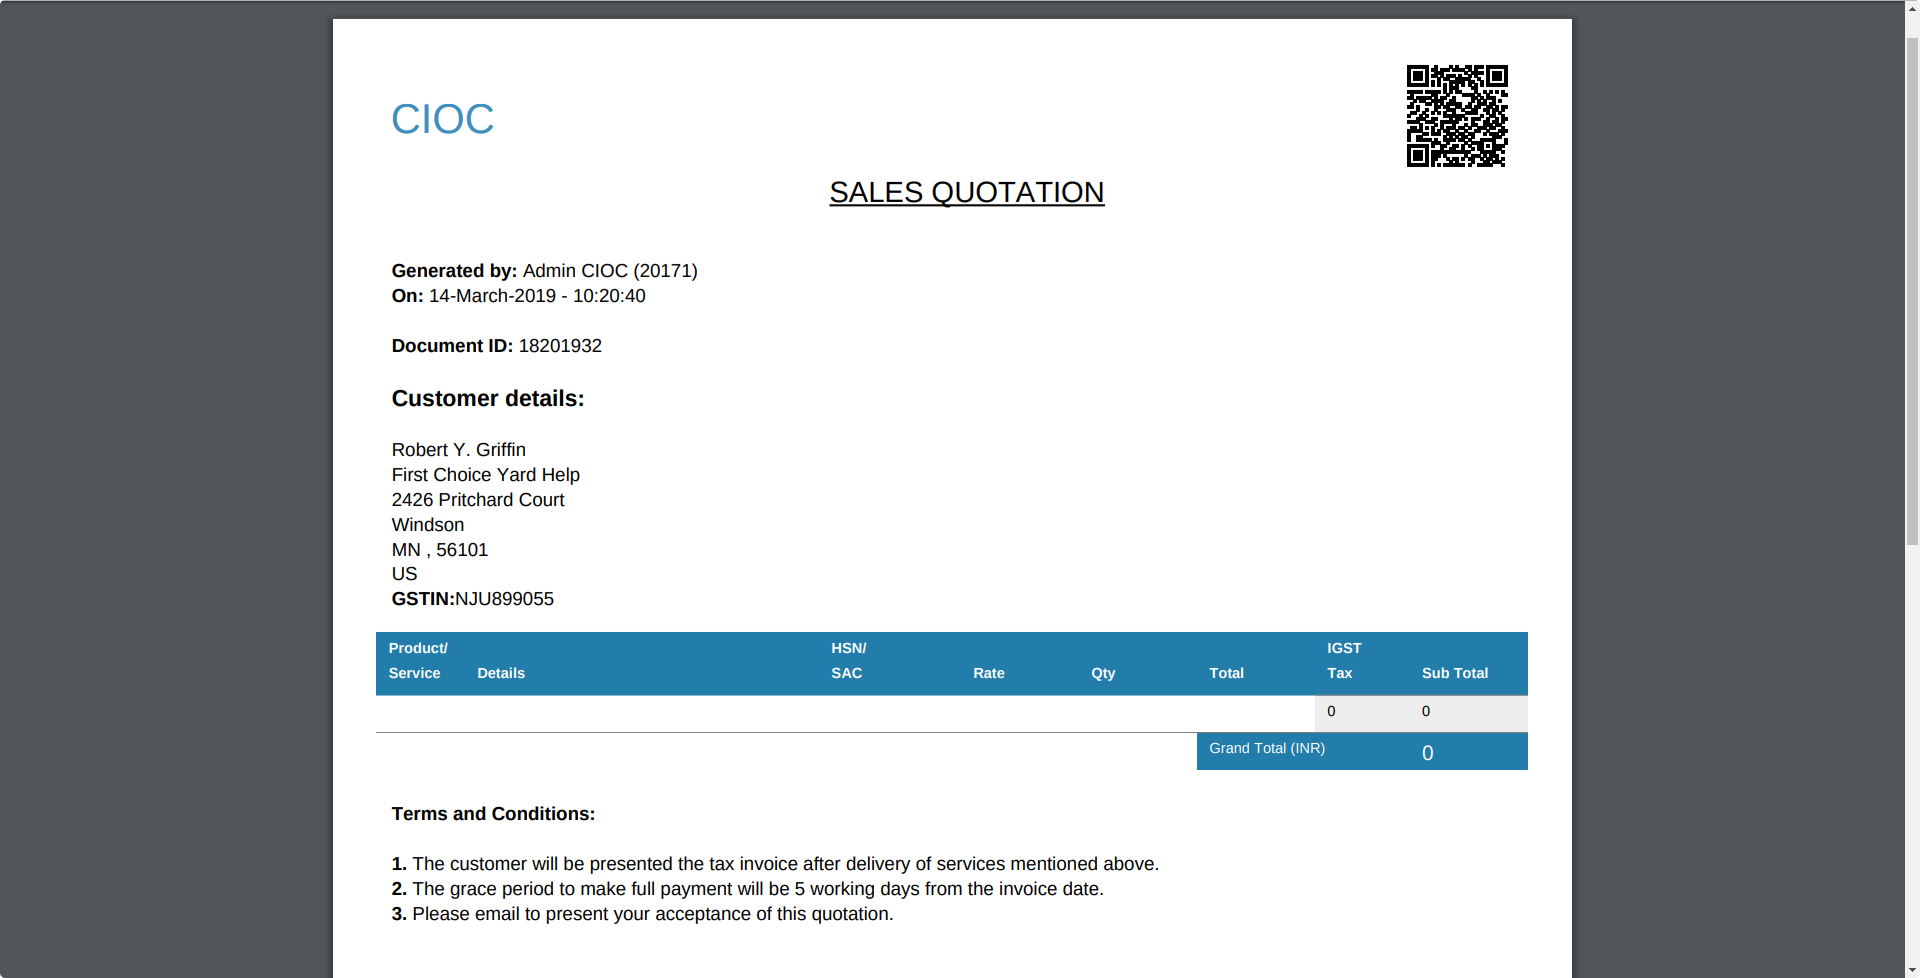 CIOC
SALES QUOTATION
Generated by: Admin CIOC (20171)
On: 14-March-2019 - 10:20:40
Document ID: 18201932
Customer details:
Robert Y. Griffin
First Choice Yard Help
2426 Pritchard Court
Windson
MN , 56101
US
GSTIN:NJU899055
Product/ HSN/ IGST
Service Details SAC Rate Qty Total Tax Sub Total
0 0
Grand Total (INR) 0
Terms and Conditions:
1. The customer will be presented the tax invoice after delivery of services mentioned above.
2. The grace period to make full payment will be 5 working days from the invoice date.
3. Please email to present your acceptance of this quotation.